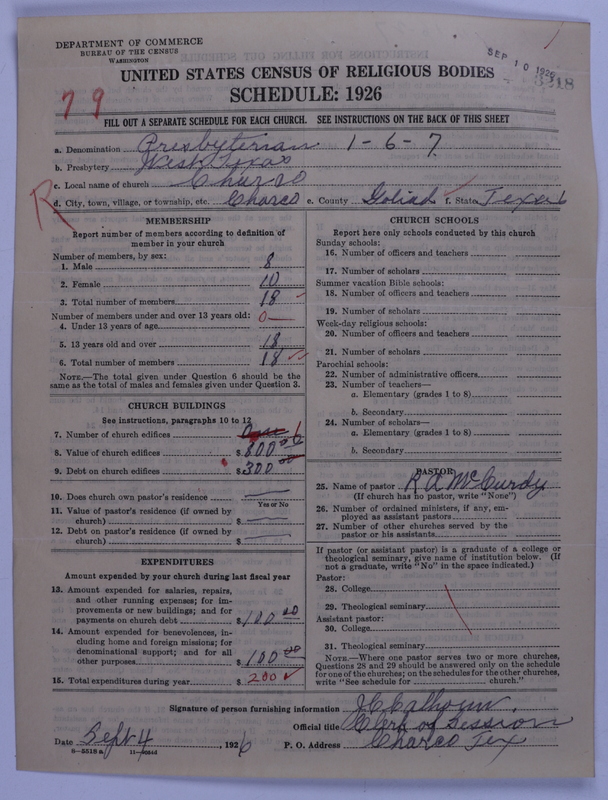 DEPARTMENT OF COMMERCE
BUREAU OF THE CENSUS
WASHINGTON
SEP 10 1926
UNITED STATES CENSUS OF RELIGIOUS BODIES
SCHEDULE: 1926
79
FILL OUT A SEPARATE SCHEDULE FOR EACH CHURCH. SEE INSTRUCTIONS ON THE BACK OF THIS SHEET
a. Denomination Presbyterian 1-6-7
b. Presbytery West Texas
c. Local name of church Charco
R
d. City, town, village, or township, etc. Charco e. County Goliad f. State Texas
MEMBERSHIP
Report number of members according to definition of member in your church
Number of members, by sex:
1. Male 8
2. Female 10
3. Total number of members 18
Number of members under and over 13 years old:
4. Under 13 years of age 0
5. 13 years old and over 18
6. Total number of members 18
NOTE.—The total given under Question 6 should be the same as the total of males and females given under Question 3.
CHURCH BUILDINGS
See instructions, paragraphs 10 to 12
7. Number of church edifices One 1
8. Value of church edifices $ 800 00
9. Debt on church edifices $ 300 00
10. Does church own pastor's residence
Yes or No
11. Value of pastor's residence (if owned by church) $
12. Debt on pastor's residence (if owned by church) $
EXPENDITURES
Amount expended by your church during last fiscal year
13. Amount expended for salaries, repairs, and other running expenses; for improvements or new buildings; and for payments on church debt $ 100 00
14. Amount expended for benevolences, including home and foreign missions; for denominational support; and for all other purposes $ 100 00
15. Total expenditures during year $ 200
CHURCH SCHOOLS
Report here only schools conducted by this church
Sunday schools:
16. Number of officers and teachers
17. Number of scholars
Summer vacation Bible schools:
18. Number of officers and teachers
19. Number of scholars
Week-day religious schools:
20. Number of officers and teachers
21. Number of scholars
Parochial schools:
22. Number of administrative officers
23. Number of teachers—
a. Elementary (grades 1 to 8)
b. Secondary
24. Number of scholars—
a. Elementary (grades 1 to 8)
b. Secondary
PASTOR
25. Name of pastor R A McCurdy
(If church has no pastor, write "None")
26. Number of ordained ministers, if any, employed as assistant pastors
27. Number of other churches served by the pastor or his assistants
If pastor (or assistant pastor) is a graduate of a college or theological seminary, give name of institution below. (If not a graduate, write "No" in the space indicated.)
Pastor:
28. College
29. Theological seminary
Assistant pastor:
30. College
31. Theological seminary
NOTE.—Where one pastor serves two or more churches, Questions 28 and 29 should be answered only on the schedule for one of the churches; on the schedules for the other churches, write "See schedule for church."
Signature of person furnishing information J C Calhoun,
Official title Clerk of Session
Date Sept 4, 1926 P. O. Address Charco Tex
8—5518 a